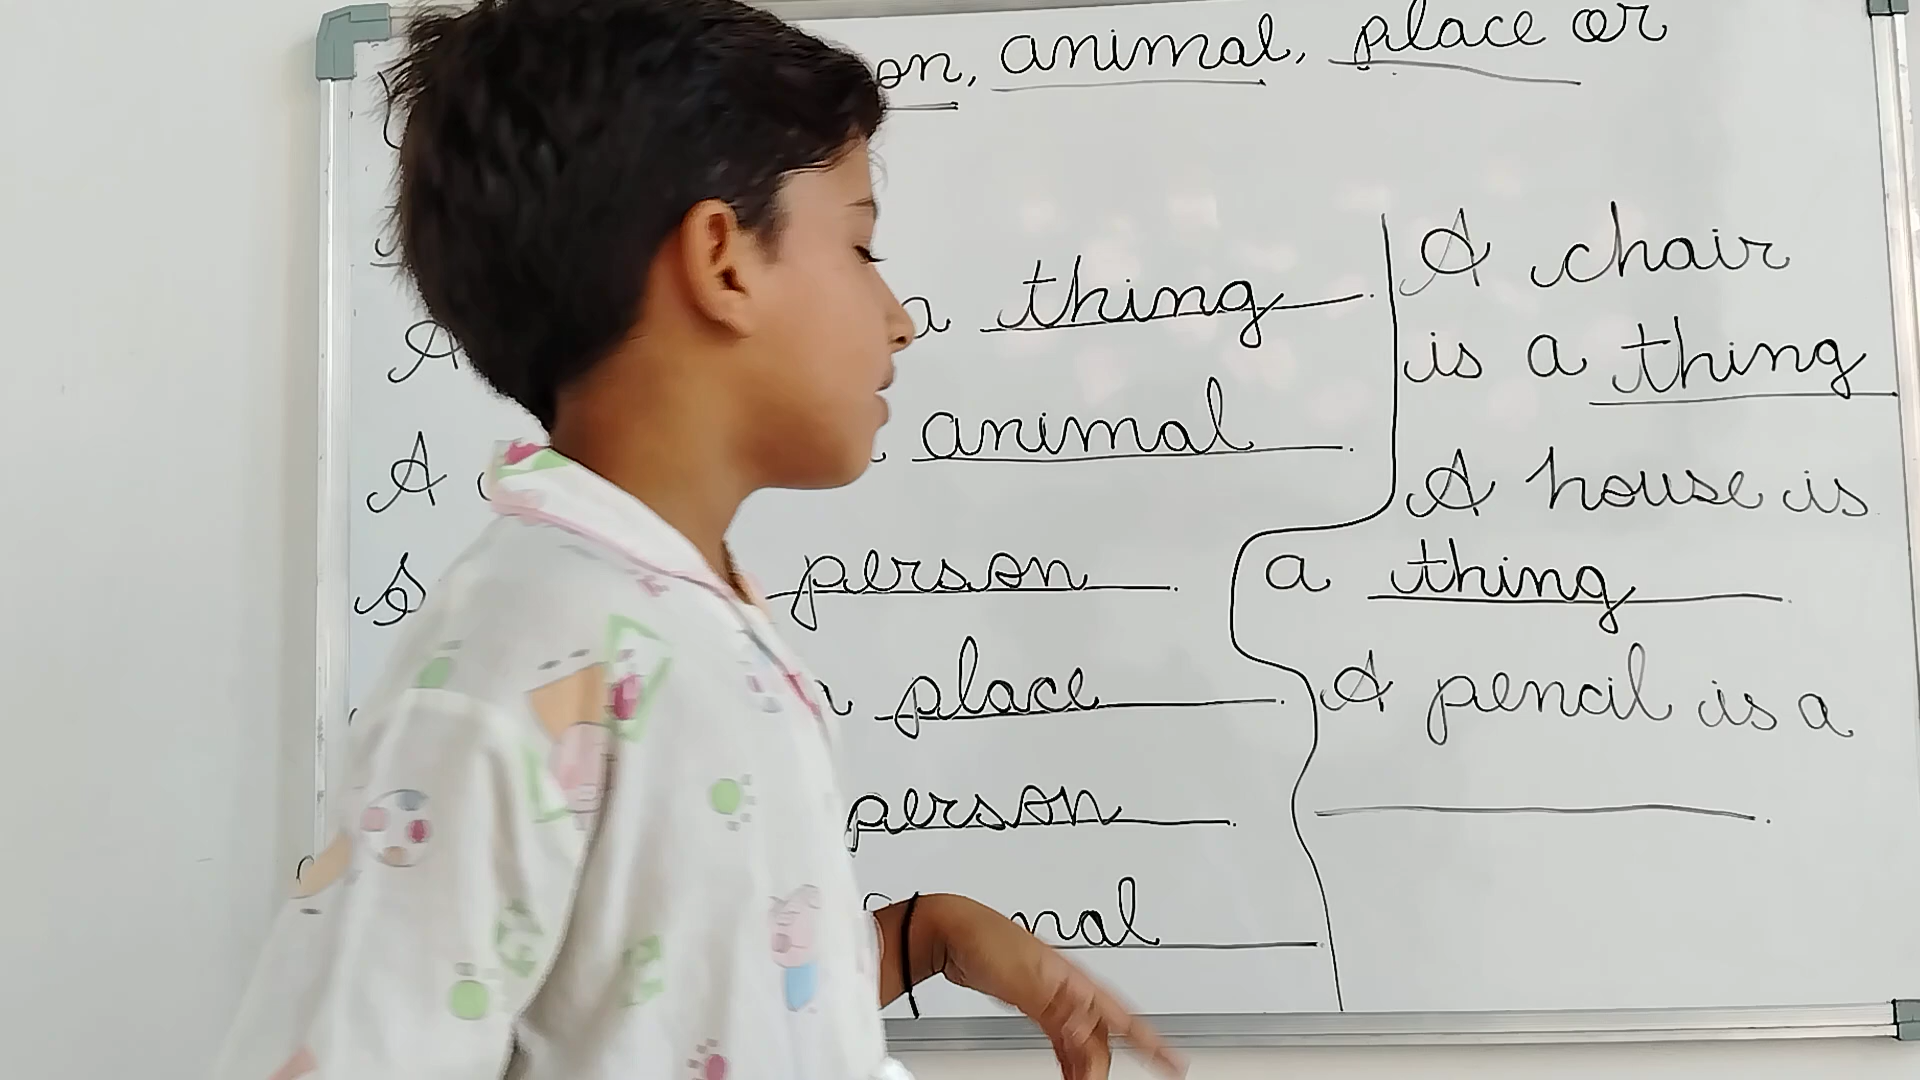 on, animal, place or
A
a thing.
A
animal.
S
person.
place.
person.
nal
A chair
is a thing
A house is
a thing.
A pencil is a